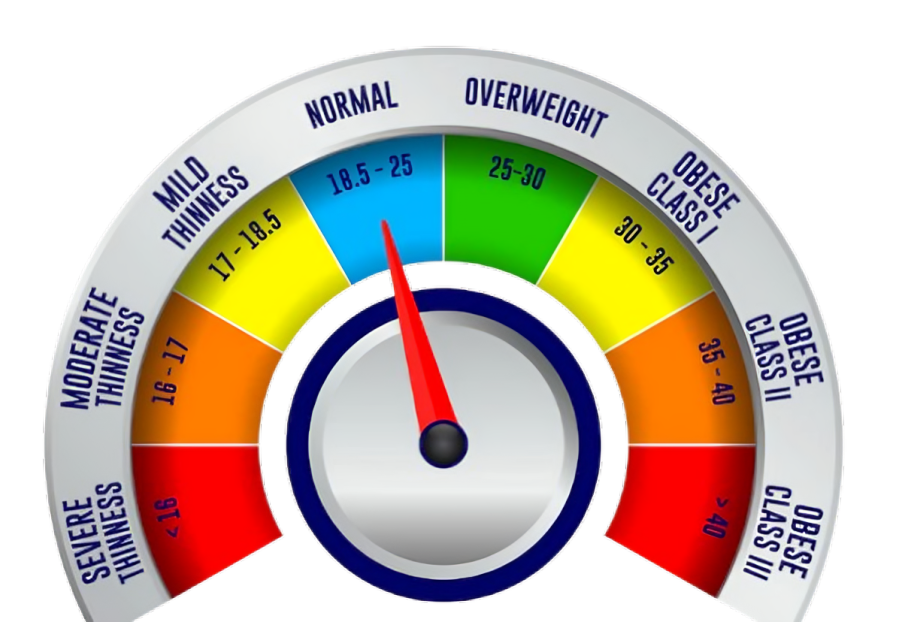 SEVERE
THINNESS
< 16
MODERATE
THINNESS
16 - 17
MILD
THINNESS
17 - 18.5
NORMAL
18.5 - 25
OVERWEIGHT
25-30
OBESE
CLASS I
30 - 35
OBESE
CLASS II
35 - 40
OBESE
CLASS III
> 40